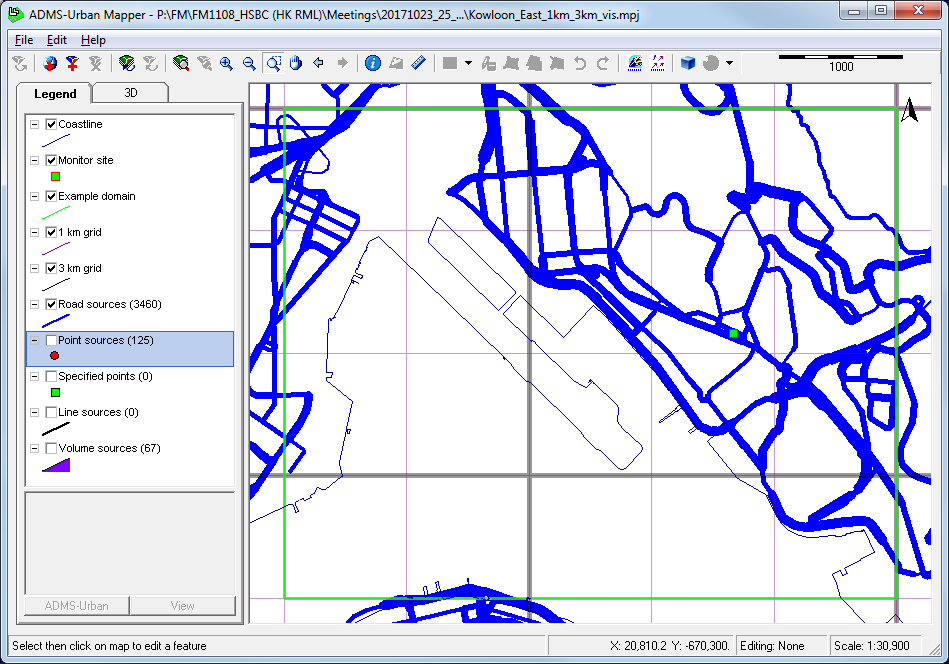 ADMS-Urban Mapper - P:\FM\FM1108_HSBC (HK RML)\Meetings\20171023_25_...\Kowloon_East_1km_3km_vis.mpj
File Edit Help
1000
Legend 3D
Coastline
Monitor site
Example domain
1 km grid
3 km grid
Road sources (3460)
Point sources (125)
Specified points (0)
Line sources (0)
Volume sources (67)
ADMS-Urban View
Select then click on map to edit a feature X: 20,810.2 Y: -670,300. Editing: None Scale: 1:30,900